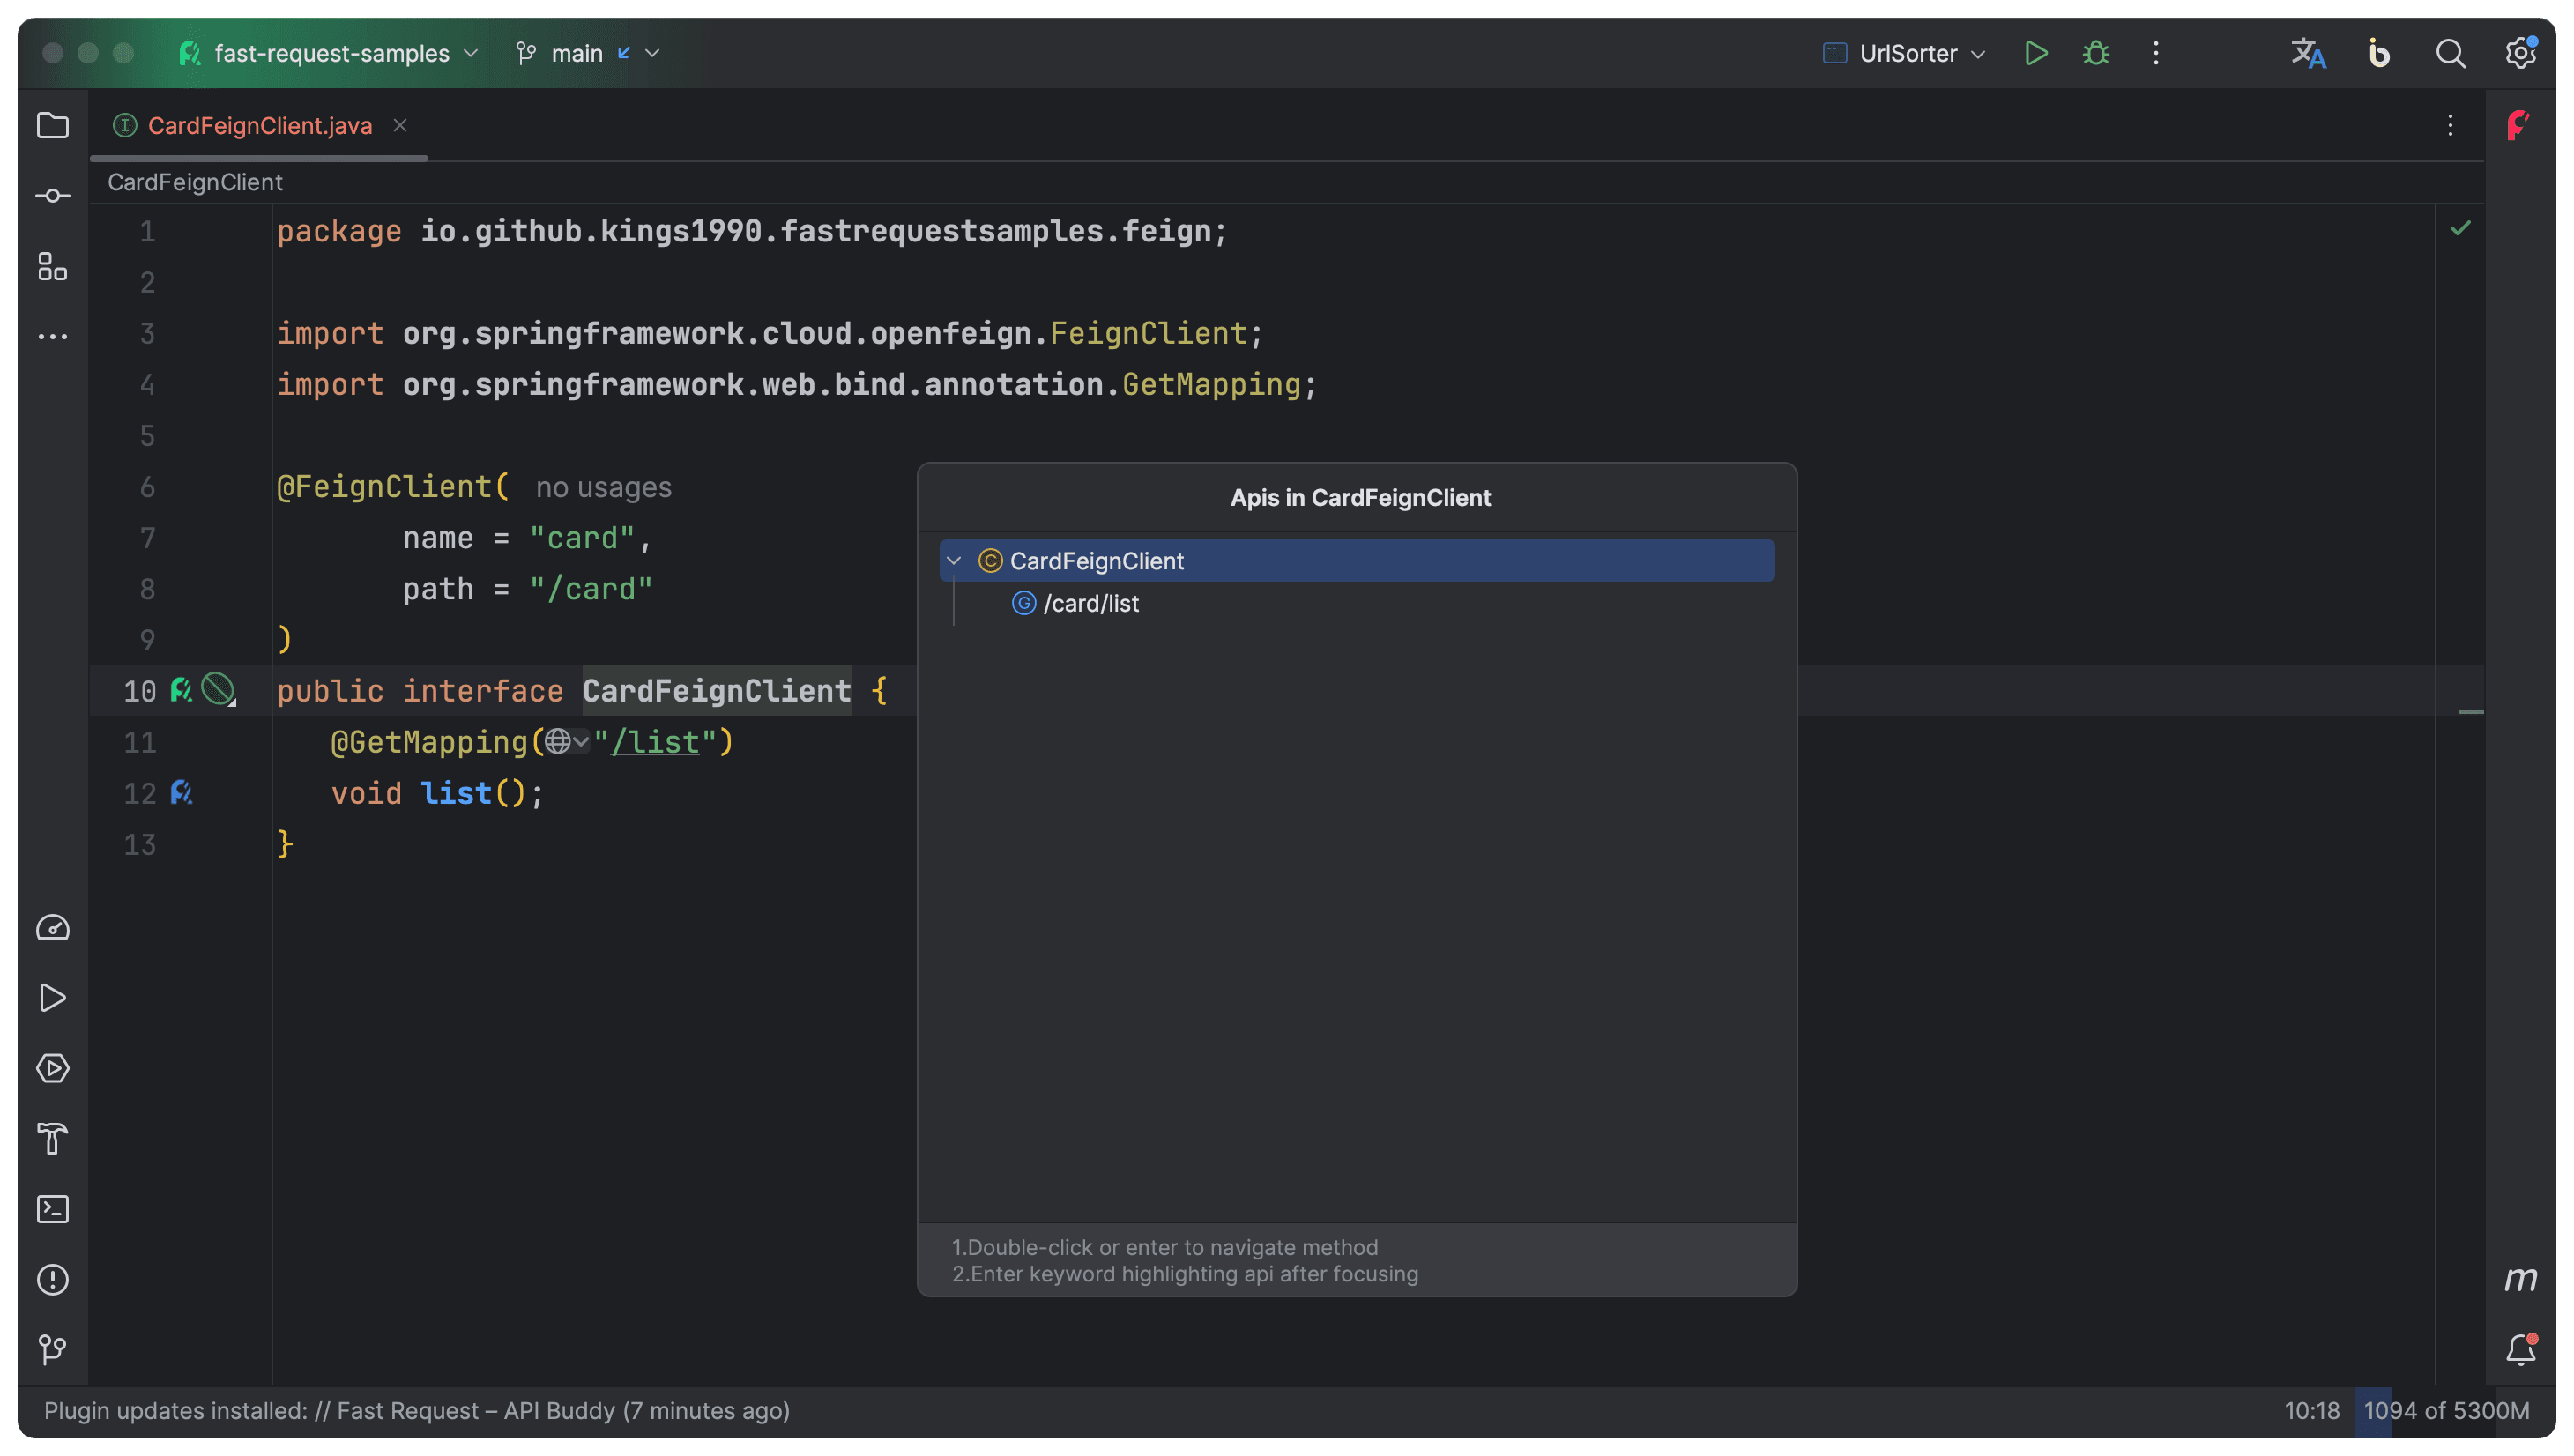 fast-request-samples main UrlSorter
CardFeignClient.java
CardFeignClient
1 package io.github.kings1990.fastrequestsamples.feign;
2
3 import org.springframework.cloud.openfeign.FeignClient;
4 import org.springframework.web.bind.annotation.GetMapping;
5
6 @FeignClient( no usages
7 name = "card",
8 path = "/card"
9 )
10 public interface CardFeignClient {
11 @GetMapping("/list")
12 void list();
13 }
Apis in CardFeignClient
CardFeignClient
/card/list
1.Double-click or enter to navigate method
2.Enter keyword highlighting api after focusing
Plugin updates installed: // Fast Request – API Buddy (7 minutes ago) 10:18 1094 of 5300M